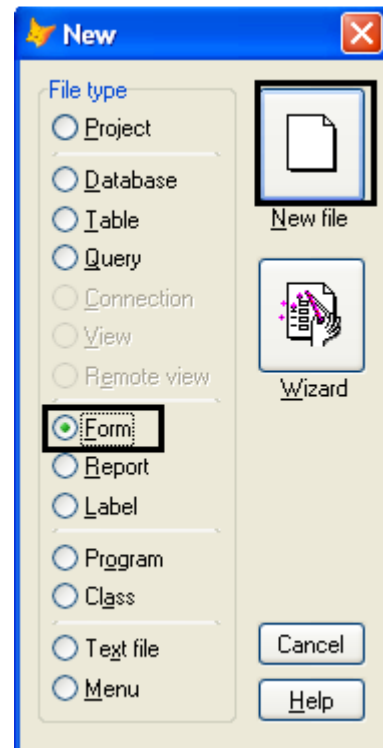 New
File type
Project
Database
Table
Query
Connection
View
Remote view
Form
Report
Label
Program
Class
Text file
Menu
New file
Wizard
Cancel
Help